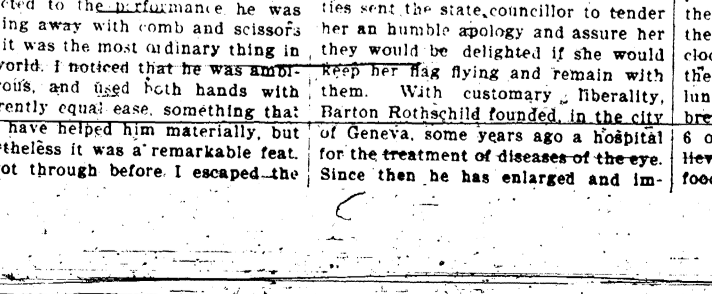 cted to the performance he was
ing away with comb and scissors
it was the most ordinary thing in
world. I noticed that he was ambi-
rous, and used both hands with
rently equal ease, something that
have helped him materially, but
etheless it was a remarkable feat.
ot through before. I escaped the
ties sent the state councillor to tender
her an humble apology and assure her
they would be delighted if she would
keep her flag flying and remain with
them. With customary liberality,
Barton Rothschild founded, in the city
of Geneva, some years ago a hospital
for the treatment of diseases of the eye.
Since then he has enlarged and im-
the
the
cloc
the
lun
bre
6 o
foo